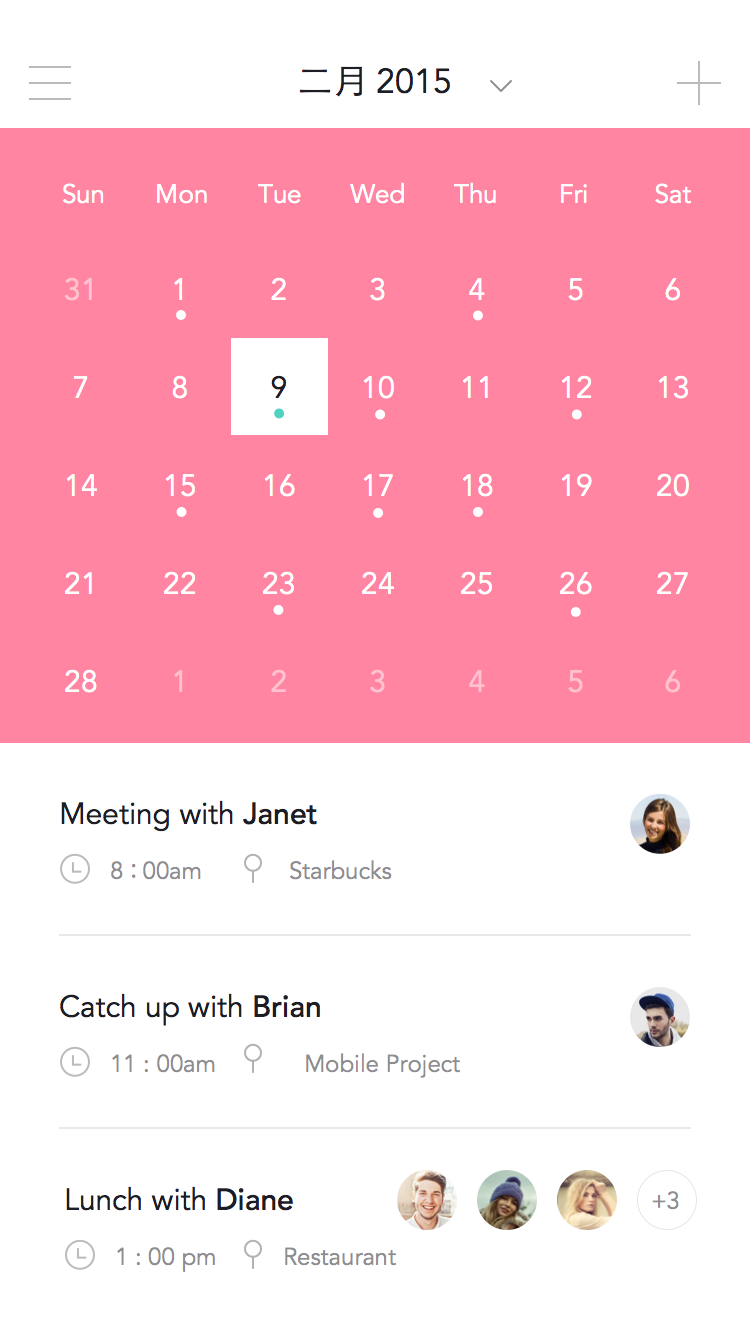 二月 2015
Sun Mon Tue Wed Thu Fri Sat
31 1 2 3 4 5 6
7 8 9 10 11 12 13
14 15 16 17 18 19 20
21 22 23 24 25 26 27
28 1 2 3 4 5 6
Meeting with Janet
8 : 00am Starbucks
Catch up with Brian
11 : 00am Mobile Project
Lunch with Diane +3
1 : 00 pm Restaurant